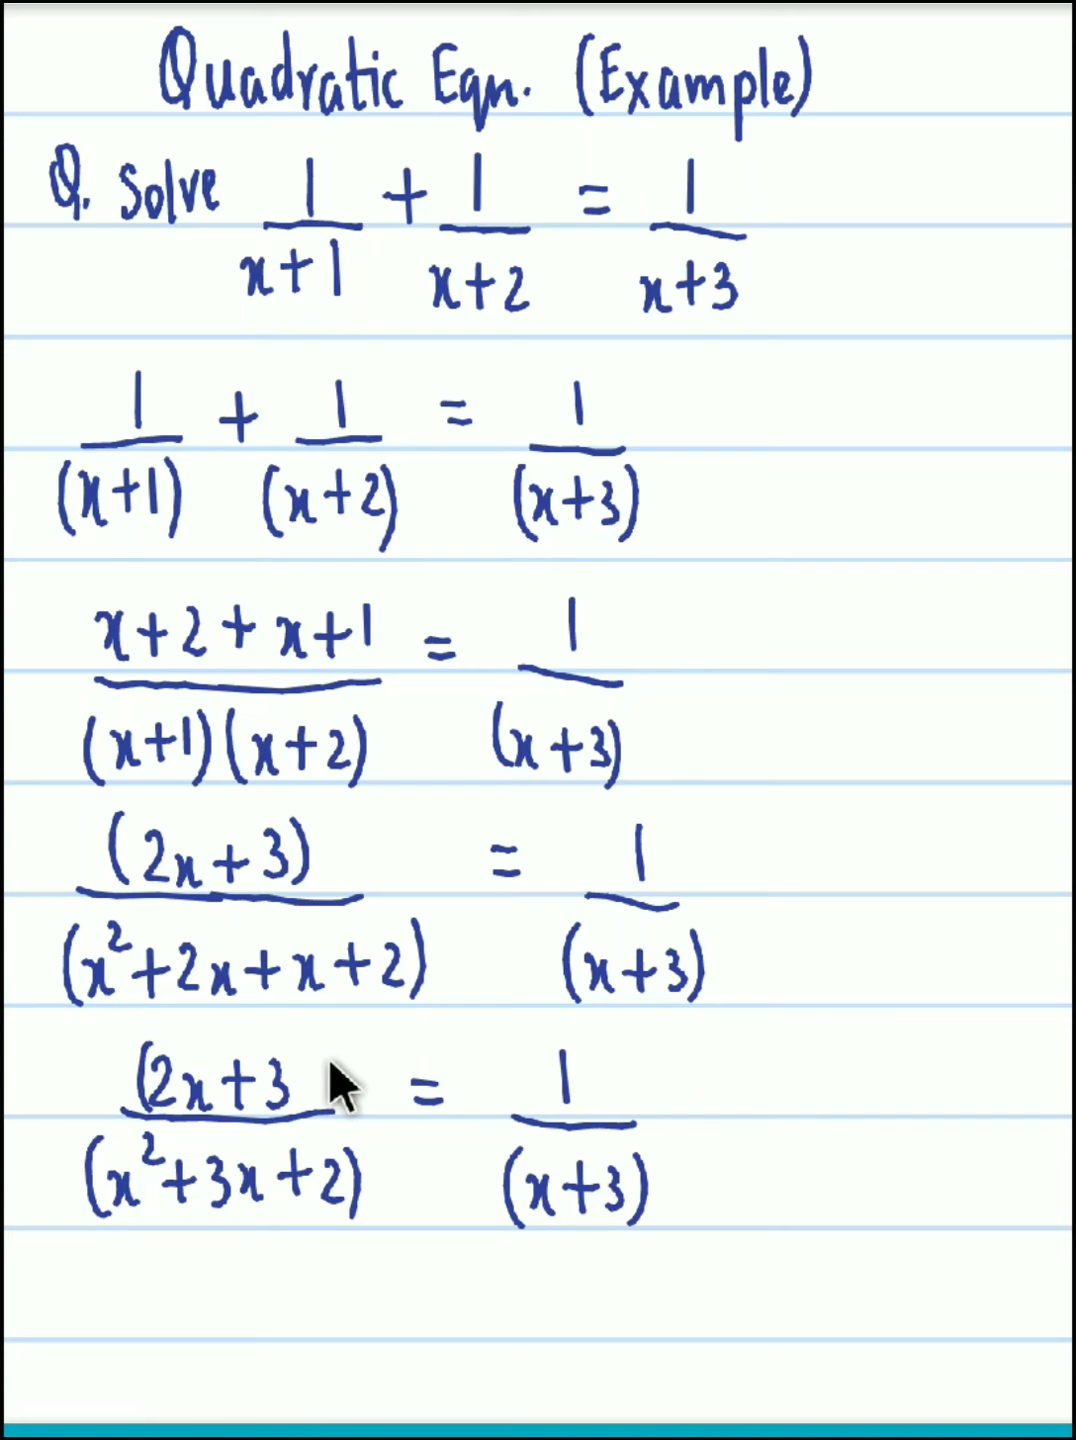 Quadratic Eqn. (Example)
Q. Solve 1/(x+1) + 1/(x+2) = 1/(x+3)
1/(x+1) + 1/(x+2) = 1/(x+3)
x+2+x+1/(x+1)(x+2) = 1/(x+3)
(2x+3)/(x²+2x+x+2) = 1/(x+3)
(2x+3/(x²+3x+2) = 1/(x+3)